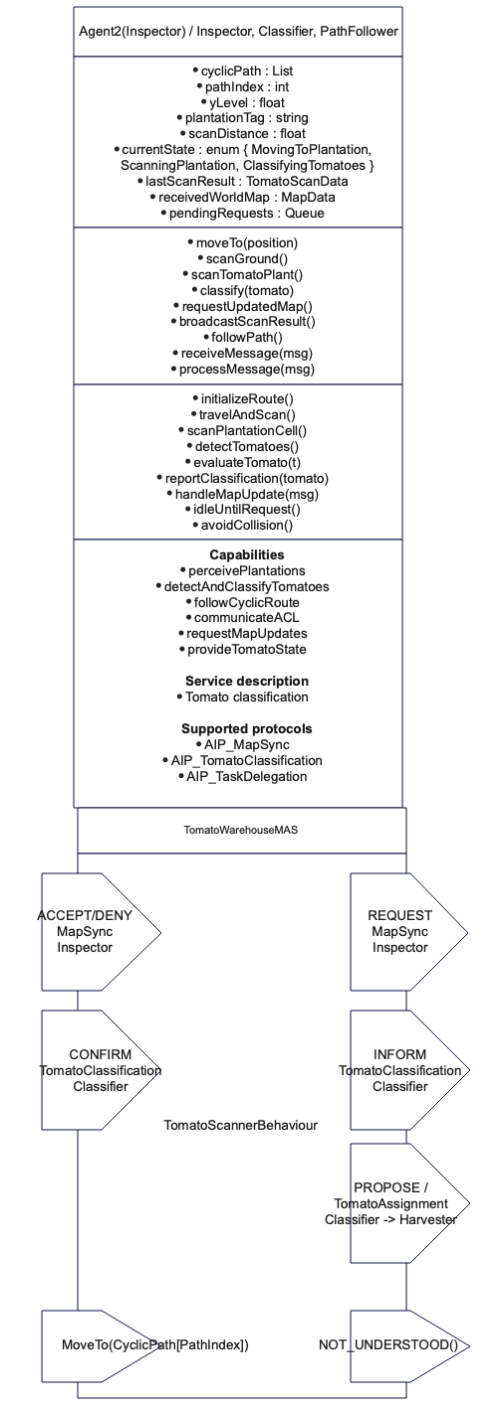 Agent2(Inspector) / Inspector, Classifier, PathFollower
• cyclicPath : List
• pathIndex : int
• yLevel : float
• plantationTag : string
• scanDistance : float
• currentState : enum { MovingToPlantation,
ScanningPlantation, ClassifyingTomatoes }
• lastScanResult : TomatoScanData
• receivedWorldMap : MapData
• pendingRequests : Queue
• moveTo(position)
• scanGround()
• scanTomatoPlant()
• classify(tomato)
• requestUpdatedMap()
• broadcastScanResult()
• followPath()
• receiveMessage(msg)
• processMessage(msg)
• initializeRoute()
• travelAndScan()
• scanPlantationCell()
• detectTomatoes()
• evaluateTomato(t)
• reportClassification(tomato)
• handleMapUpdate(msg)
• idleUntilRequest()
• avoidCollision()
Capabilities
• perceivePlantations
• detectAndClassifyTomatoes
• followCyclicRoute
• communicateACL
• requestMapUpdates
• provideTomatoState
Service description
• Tomato classification
Supported protocols
• AIP_MapSync
• AIP_TomatoClassification
• AIP_TaskDelegation
TomatoWarehouseMAS
ACCEPT/DENY
MapSync
Inspector
REQUEST
MapSync
Inspector
CONFIRM
TomatoClassification
Classifier
INFORM
TomatoClassification
Classifier
TomatoScannerBehaviour
PROPOSE /
TomatoAssignment
Classifier -> Harvester
MoveTo(CyclicPath[PathIndex])
NOT_UNDERSTOOD()